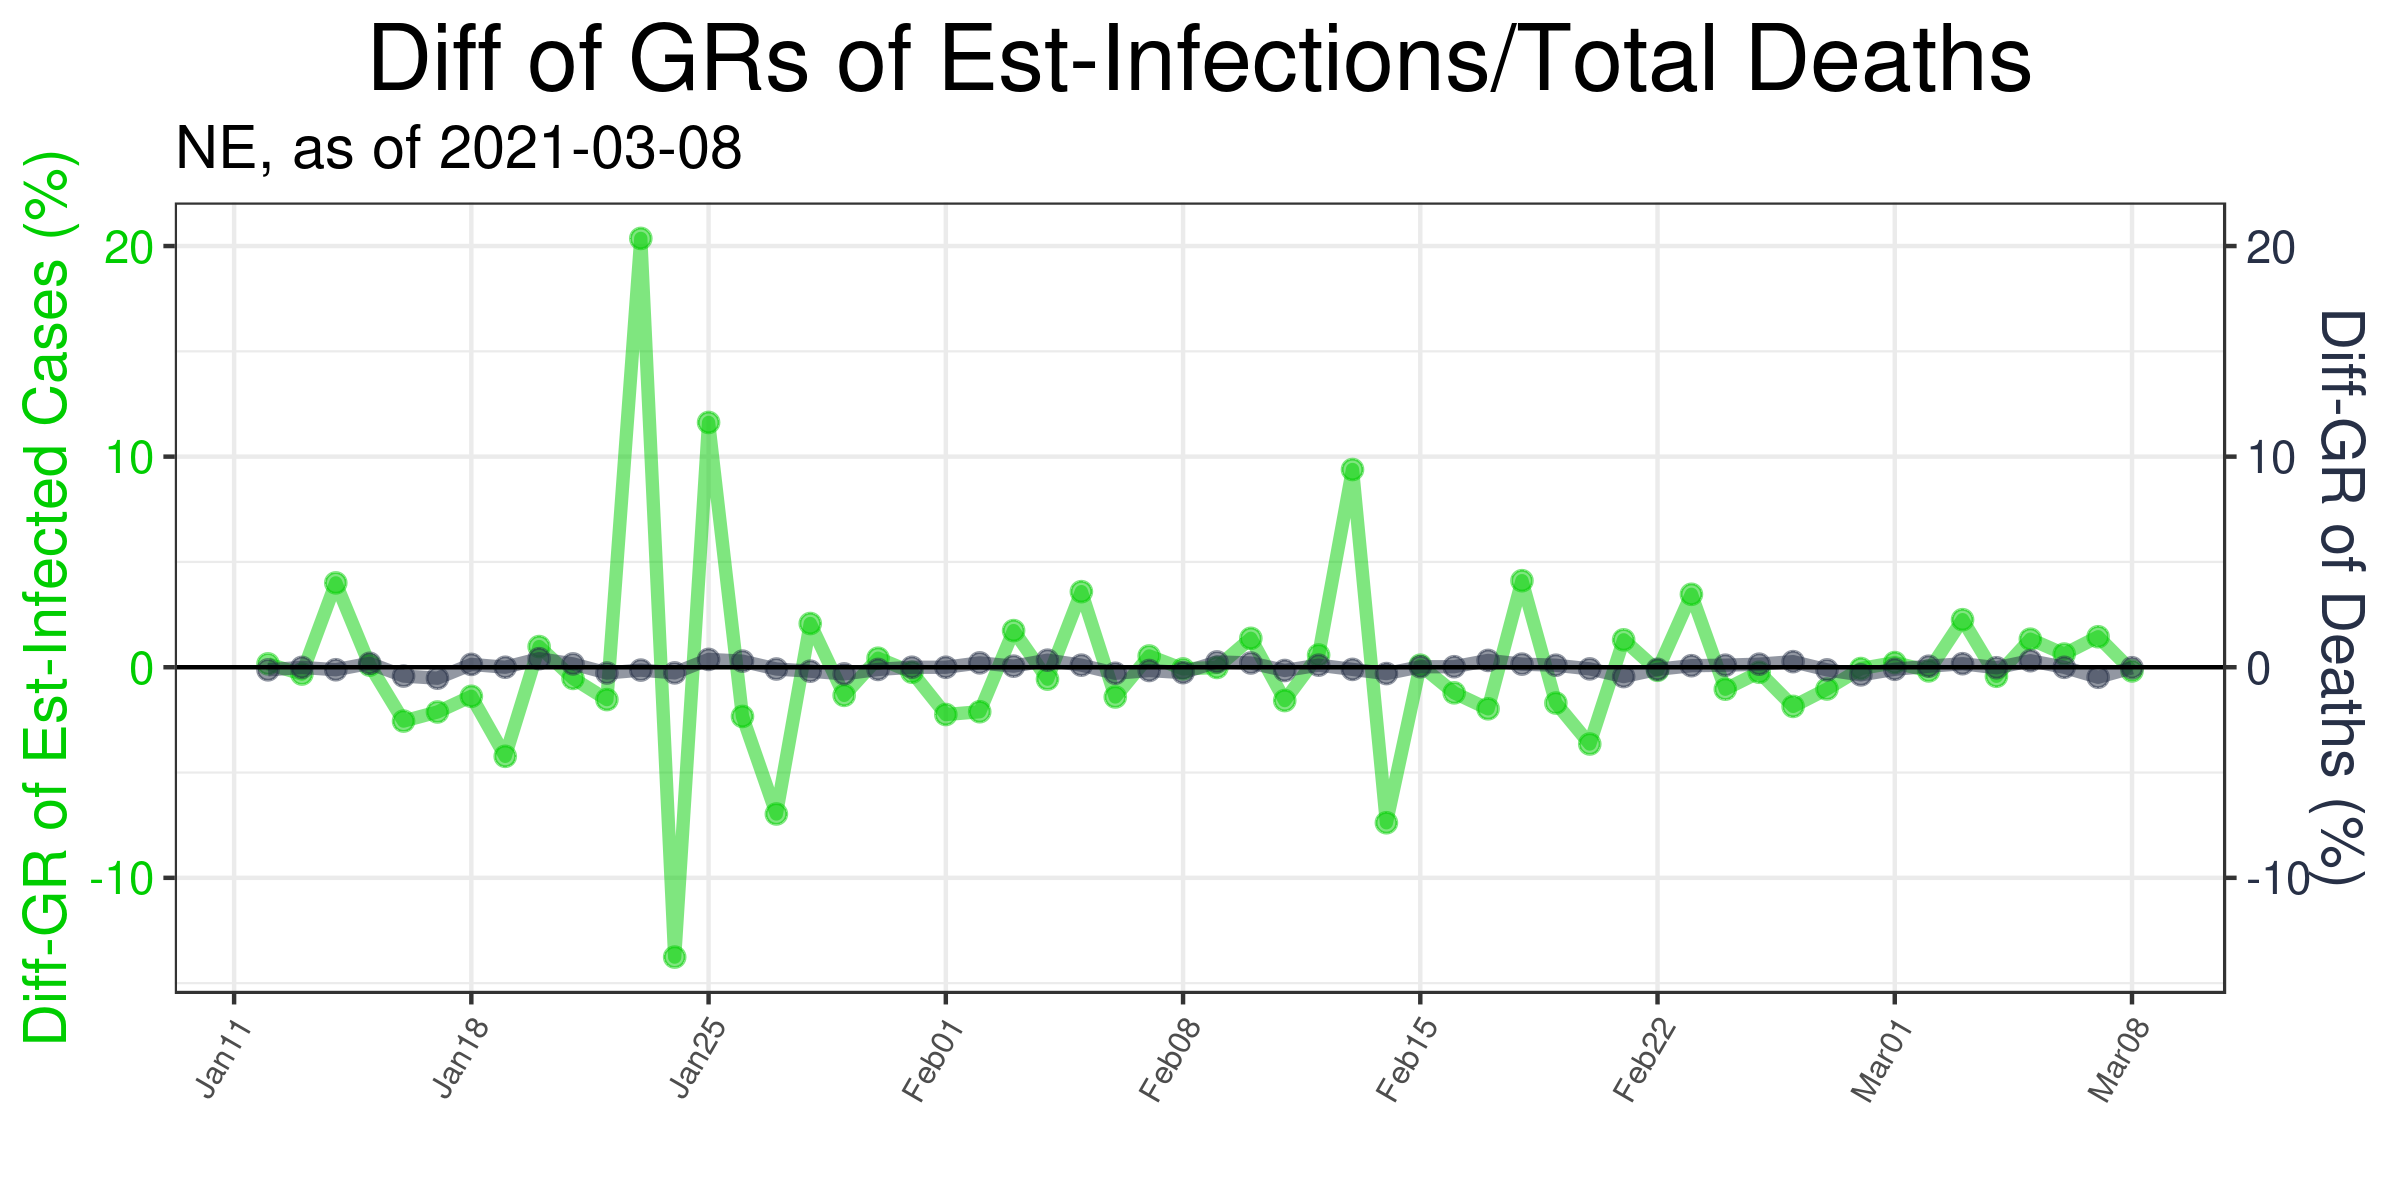 Diff of GRs of Est-Infections/Total Deaths
NE, as of 2021-03-08
Diff-GR of Est-Infected Cases (%)
20
10
0
-10
20
10
0
-10
Diff-GR of Deaths (%)
Jan11
Jan18
Jan25
Feb01
Feb08
Feb15
Feb22
Mar01
Mar08